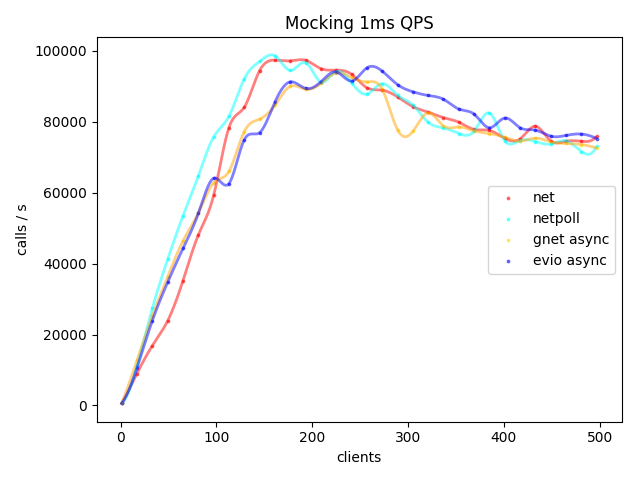 Mocking 1ms QPS
100000
80000
60000
40000
20000
0
calls / s
net
netpoll
gnet async
evio async
0 100 200 300 400 500
clients